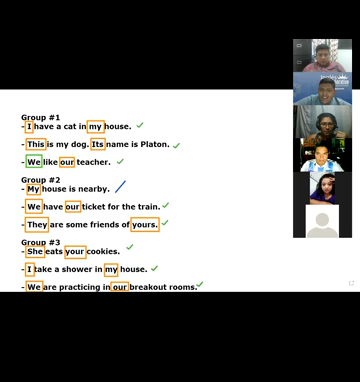 Group #1
- I have a cat in my house.
- This is my dog. Its name is Platon.
- We like our teacher.
Group #2
- My house is nearby.
- We have our ticket for the train.
- They are some friends of yours.
Group #3
- She eats your cookies.
- I take a shower in my house.
- We are practicing in our breakout rooms.